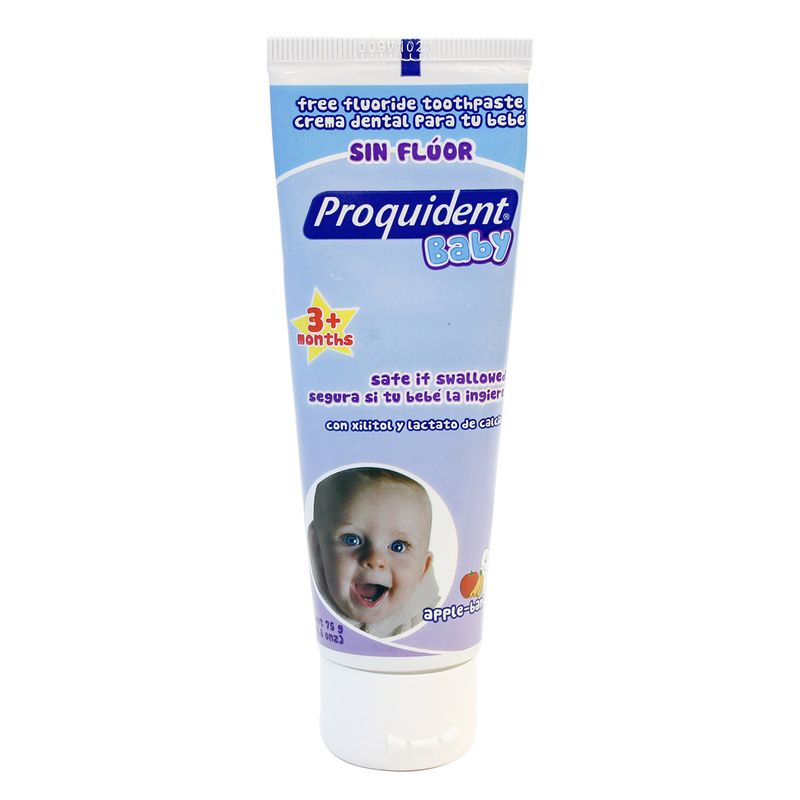 free fluoride toothpaste
crema dental para tu bebé
SIN FLÚOR
Proquident®
Baby
3+
months
safe if swallowed
segura si tu bebé la ingiere
con xilitol y lactato de
apple-
75 g
onz)